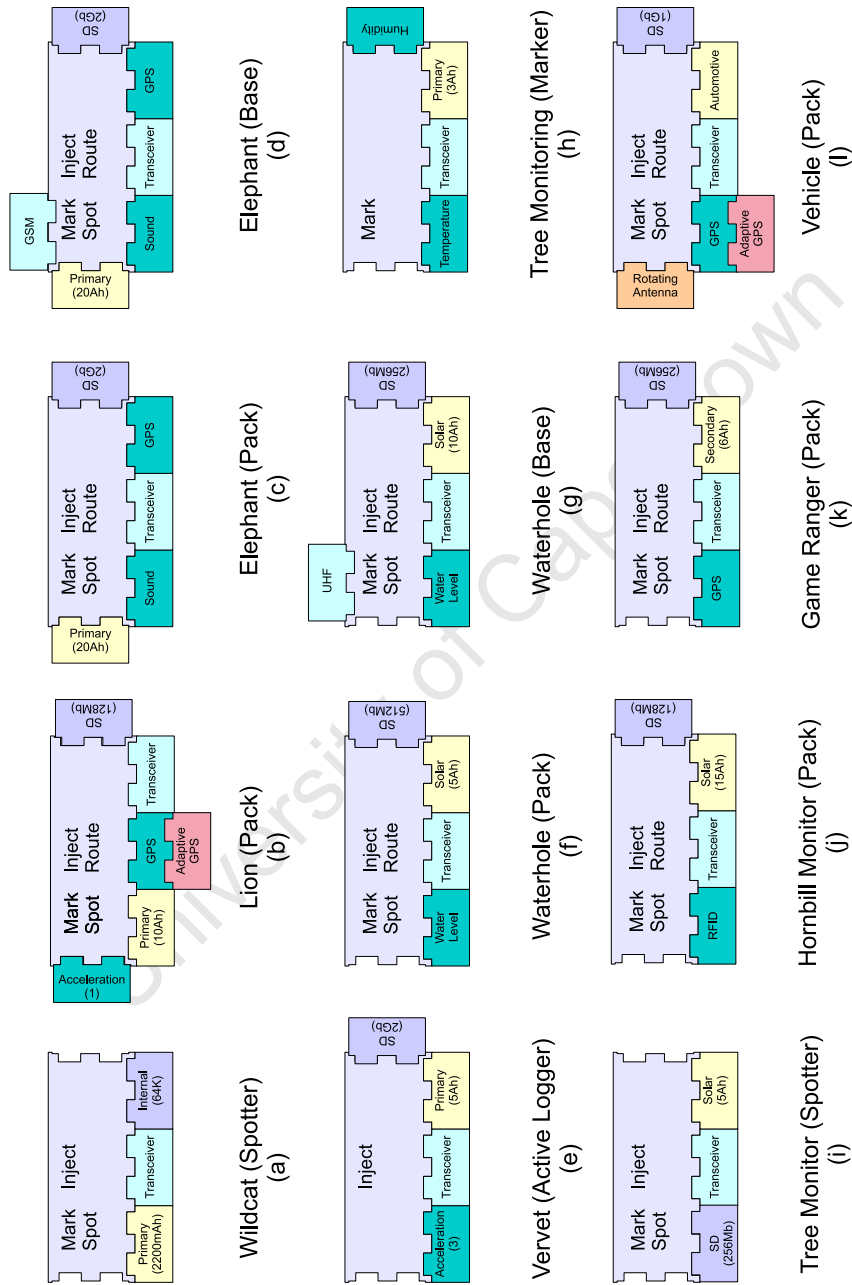 Primary
(2200mAh)
Transceiver
Internal
(64K)
Mark
Spot
Inject
Wildcat (Spotter)
(a)
Acceleration
(1)
Primary
(10Ah)
GPS
Adaptive
GPS
Transceiver
SD
(128Mb)
Mark
Spot
Inject
Route
Lion (Pack)
(b)
Primary
(20Ah)
Sound
Transceiver
GPS
SD
(2Gb)
Mark
Spot
Inject
Route
Elephant (Pack)
(c)
GSM
Primary
(20Ah)
Sound
Transceiver
GPS
SD
(2Gb)
Mark
Spot
Inject
Route
Elephant (Base)
(d)
Inject
SD
(2Gb)
Acceleration
(3)
Transceiver
Primary
(5Ah)
Vervet (Active Logger)
(e)
Mark
Spot
Inject
Route
SD
(512Mb)
Water
Level
Transceiver
Solar
(5Ah)
Waterhole (Pack)
(f)
UHF
Mark
Spot
Inject
Route
SD
(256Mb)
Water
Level
Transceiver
Solar
(10Ah)
Waterhole (Base)
(g)
Mark
Humidity
Temperature
Transceiver
Primary
(3Ah)
Tree Monitoring (Marker)
(h)
Mark
Spot
Inject
SD
(256Mb)
Transceiver
Solar
(5Ah)
Tree Monitor (Spotter)
(i)
Mark
Spot
Inject
Route
SD
(128Mb)
RFID
Transceiver
Solar
(15Ah)
Hornbill Monitor (Pack)
(j)
Mark
Spot
Inject
Route
SD
(256Mb)
GPS
Transceiver
Secondary
(6Ah)
Game Ranger (Pack)
(k)
Rotating
Antenna
Mark
Spot
Inject
Route
SD
(1Gb)
GPS
Adaptive
GPS
Transceiver
Automotive
Vehicle (Pack)
(l)
University of Cape Town